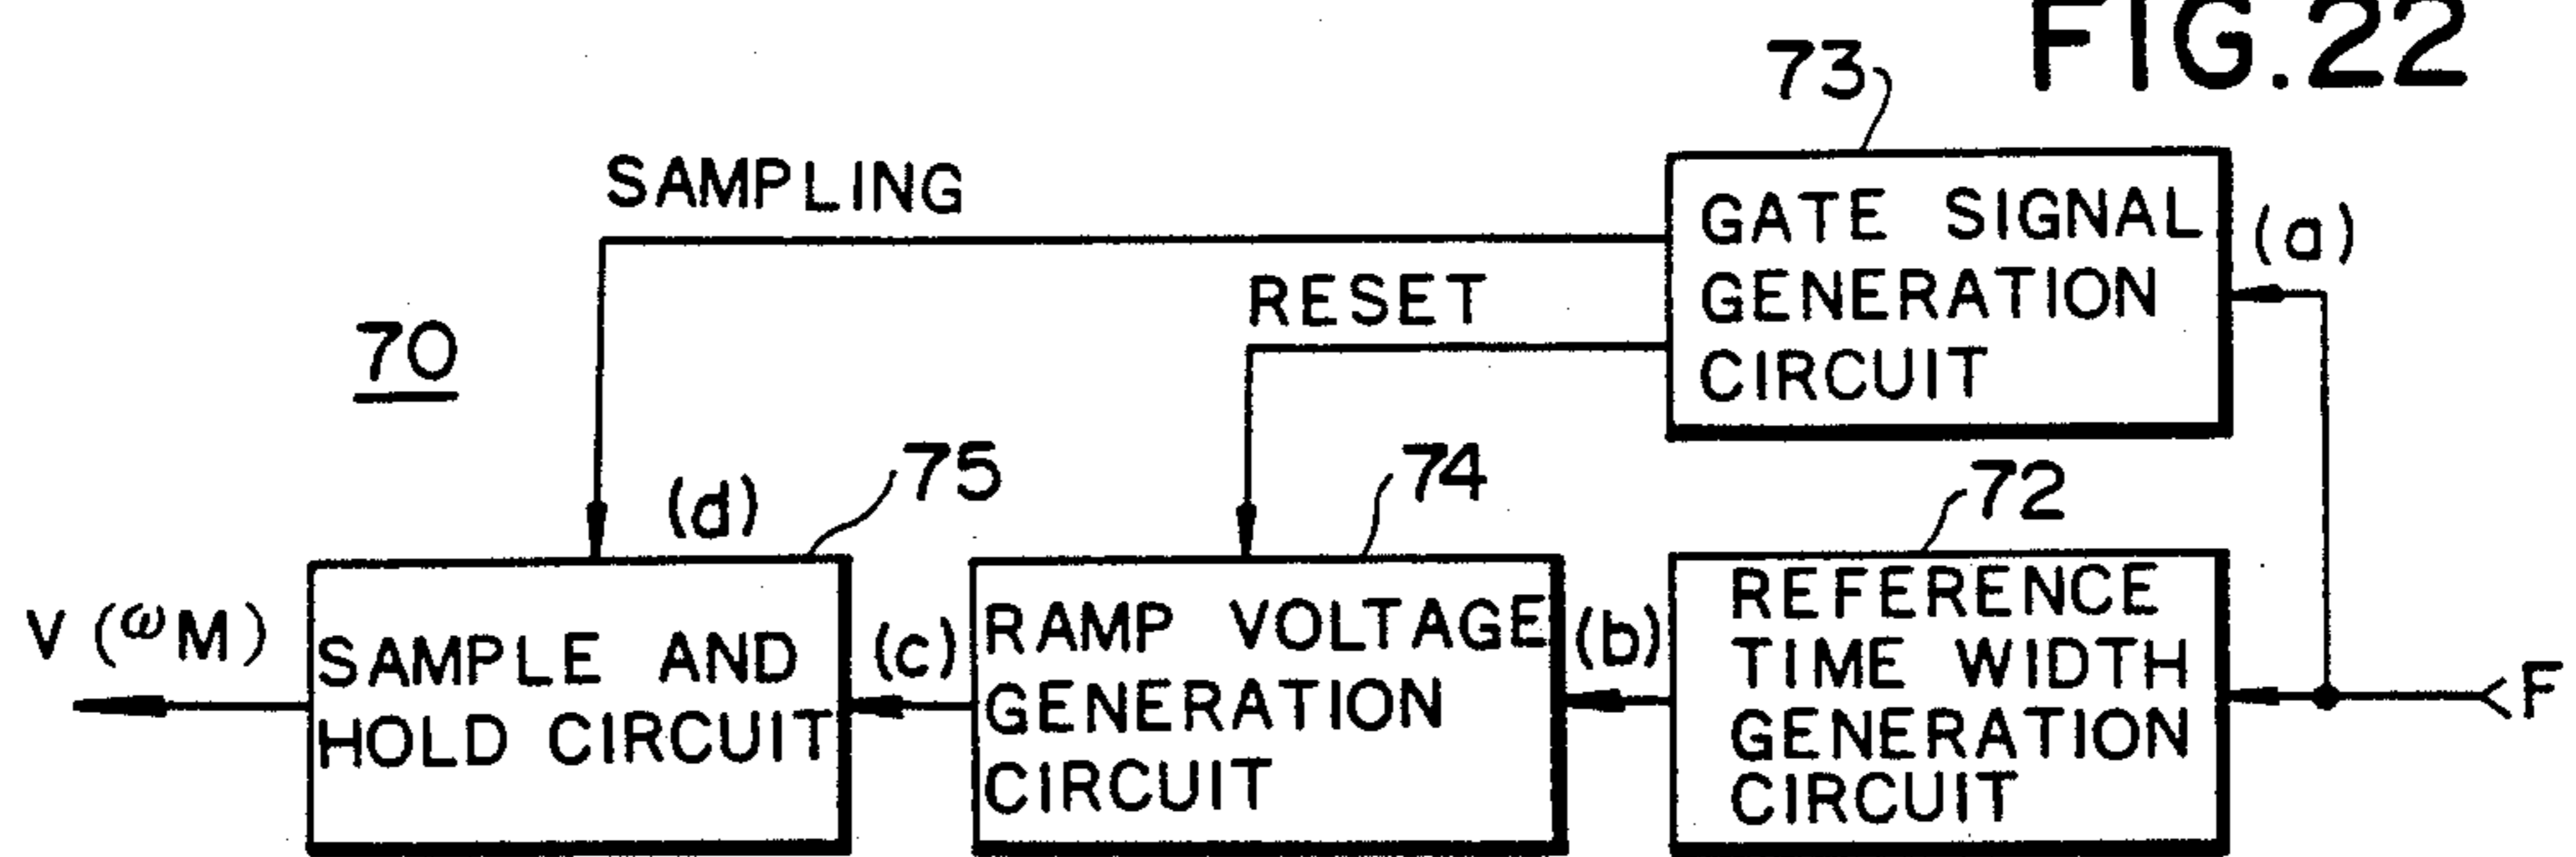 FIG.22
73
SAMPLING
GATE SIGNAL
GENERATION
CIRCUIT
(a)
RESET
70
75
74
72
(d)
V (ωM)
SAMPLE AND
HOLD CIRCUIT
(c)
RAMP VOLTAGE
GENERATION
CIRCUIT
(b)
REFERENCE
TIME WIDTH
GENERATION
CIRCUIT
F